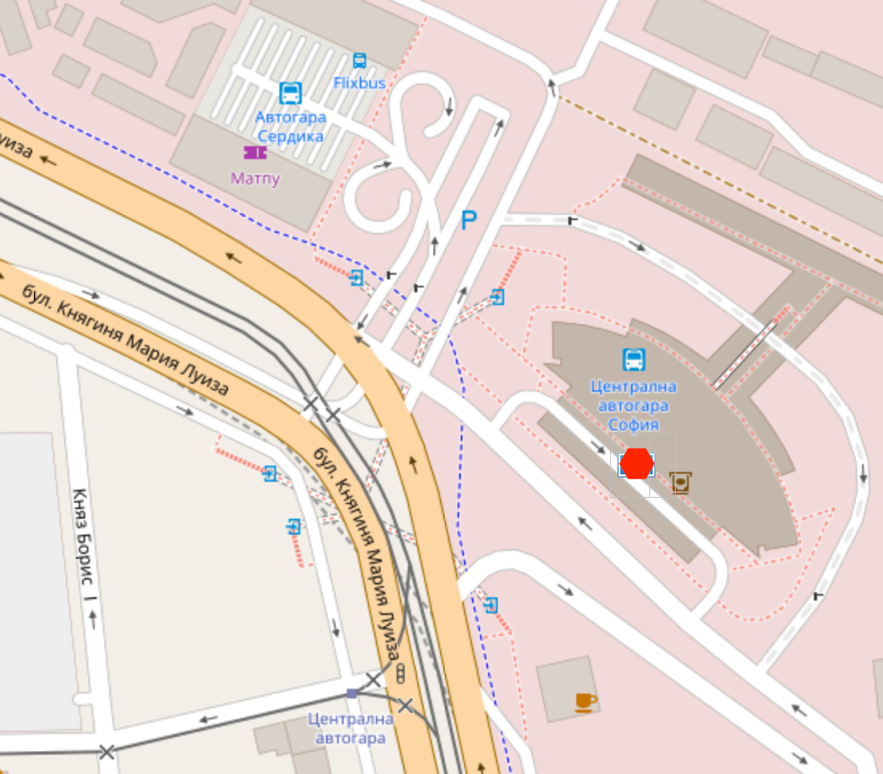 Flixbus
Автогара
Сердика
Матпу
P
бул. Княгиня Мария Луиза
Централна
автогара
София
бул. Княгиня Мария Луиза
Княз Борис I
Централна
автогара